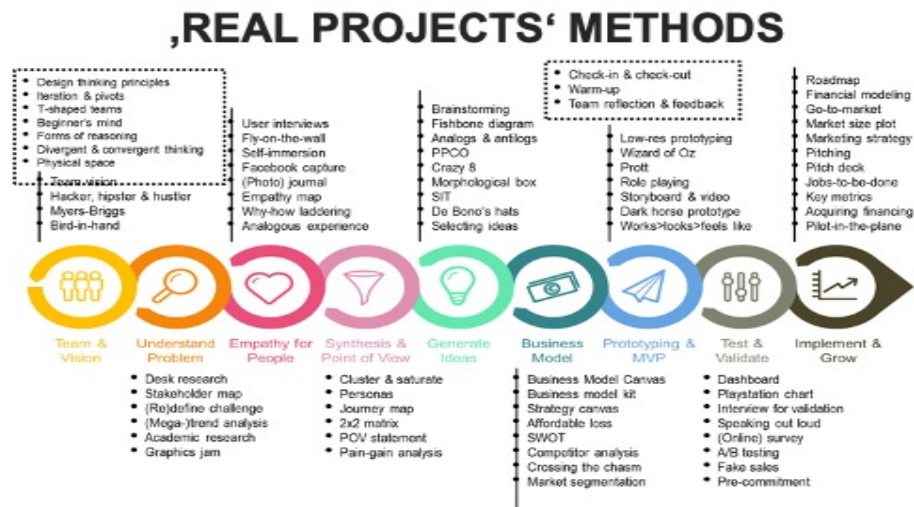 ‚REAL PROJECTS‘ METHODS
Design thinking principles
Iteration & pivots
T-shaped teams
Beginner's mind
Forms of reasoning
Divergent & convergent thinking
Physical space
Team vision
Hacker, hipster & hustler
Myers-Briggs
Bird-in-hand
User interviews
Fly-on-the-wall
Self-immersion
Facebook capture
(Photo) journal
Empathy map
Why-how laddering
Analogous experience
Brainstorming
Fishbone diagram
Analogs & antilogs
PPCO
Crazy 8
Morphological box
SIT
De Bono's hats
Selecting ideas
Check-in & check-out
Warm-up
Team reflection & feedback
Low-res prototyping
Wizard of Oz
Prott
Role playing
Storyboard & video
Dark horse prototype
Works>looks>feels like
Roadmap
Financial modeling
Go-to-market
Market size plot
Marketing strategy
Pitching
Pitch deck
Jobs-to-be-done
Key metrics
Acquiring financing
Pilot-in-the-plane
Team &
Vision
Understand
Problem
Empathy for
People
Synthesis &
Point of View
Generate
Ideas
Business
Model
Prototyping &
MVP
Test &
Validate
Implement &
Grow
Desk research
Stakeholder map
(Re)define challenge
(Mega-)trend analysis
Academic research
Graphics jam
Cluster & saturate
Personas
Journey map
2x2 matrix
POV statement
Pain-gain analysis
Business Model Canvas
Business model kit
Strategy canvas
Affordable loss
SWOT
Competitor analysis
Crossing the chasm
Market segmentation
Dashboard
Playstation chart
Interview for validation
Speaking out loud
(Online) survey
A/B testing
Fake sales
Pre-commitment